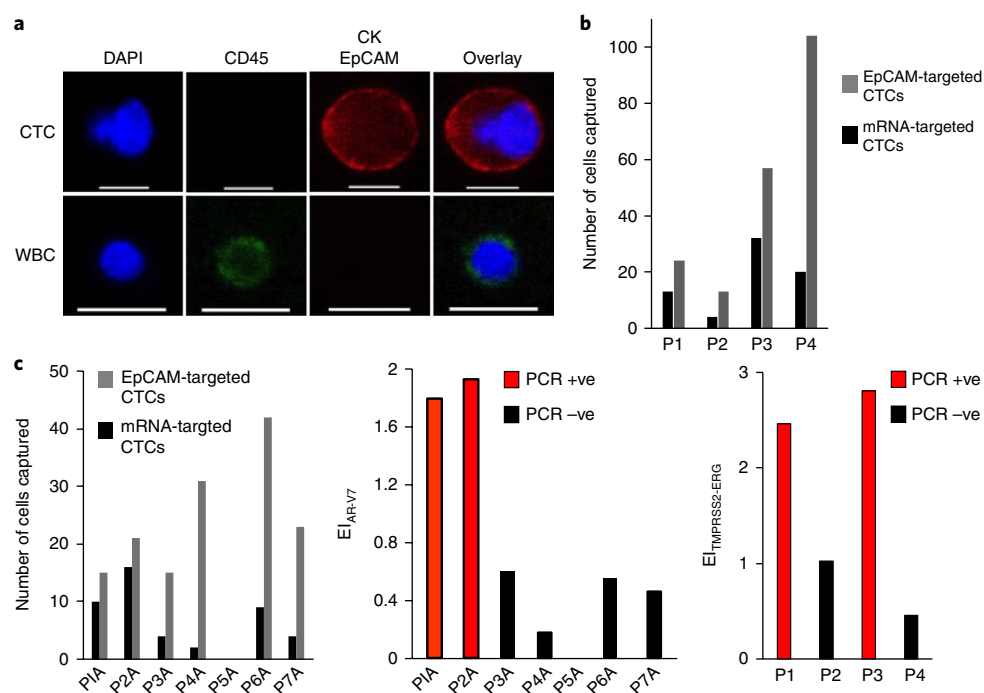 a
DAPI
CD45
CK
EpCAM
Overlay
CTC
WBC
b
Number of cells captured
100
80
60
40
20
0
P1
P2
P3
P4
EpCAM-targeted
CTCs
mRNA-targeted
CTCs
c
Number of cells captured
50
40
30
20
10
0
EpCAM-targeted
CTCs
mRNA-targted
CTCs
P1A
P2A
P3A
P4A
P5A
P6A
P7A
EI AR-V7
2
1.6
1.2
0.8
0.4
0
PCR +ve
PCR –ve
P1A
P2A
P3A
P4A
P5A
P6A
P7A
EI TMPRSS2-ERG
3
2
1
0
PCR +ve
PCR –ve
P1
P2
P3
P4